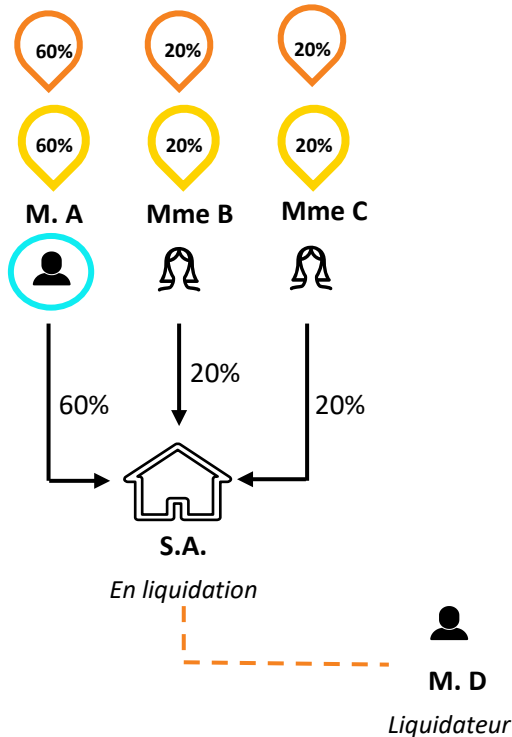 60% 20% 20%
60% 20% 20%
M. A Mme B Mme C
20%
60% 20%
S.A.
En liquidation
M. D
Liquidateur